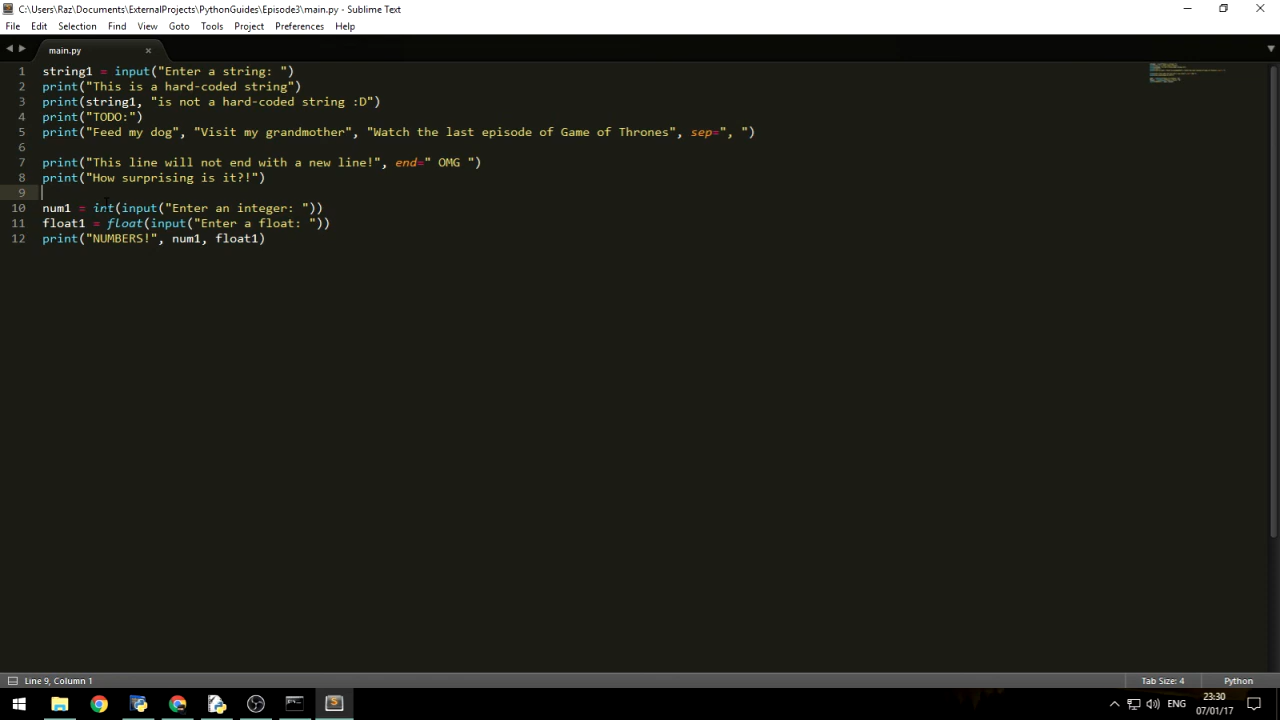 C:\Users\Raz\Documents\ExternalProjects\PythonGuides\Episode3\main.py - Sublime Text
File Edit Selection Find View Goto Tools Project Preferences Help
main.py
1 string1 = input("Enter a string: ")
2 print("This is a hard-coded string")
3 print(string1, "is not a hard-coded string :D")
4 print("TODO:")
5 print("Feed my dog", "Visit my grandmother", "Watch the last episode of Game of Thrones", sep=", ")
6
7 print("This line will not end with a new line!", end=" OMG ")
8 print("How surprising is it?!")
9
10 num1 = int(input("Enter an integer: "))
11 float1 = float(input("Enter a float: "))
12 print("NUMBERS!", num1, float1)
Line 9, Column 1 Tab Size: 4 Python
ENG 23:30
07/01/17